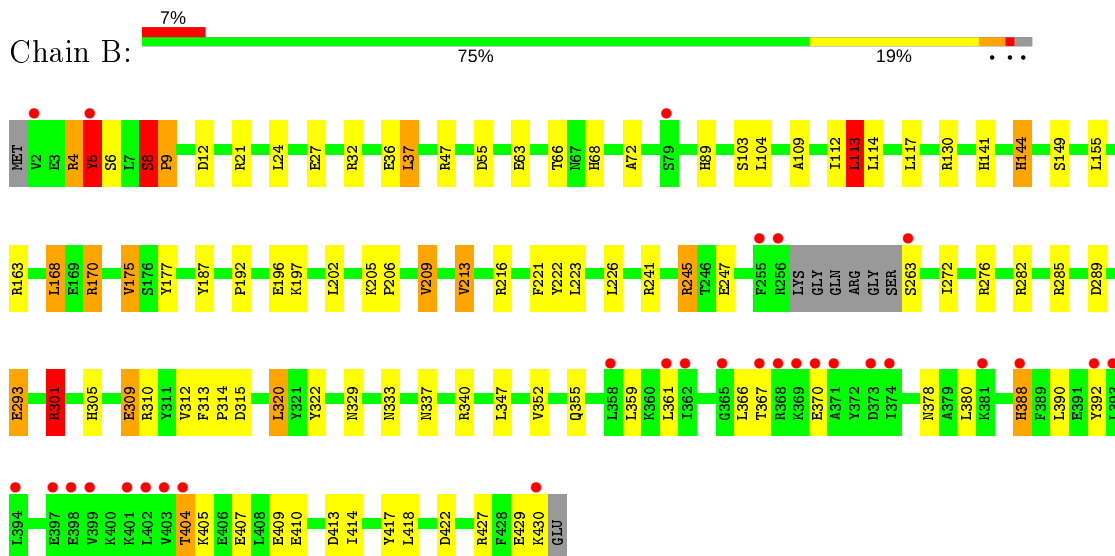 7%
Chain B:
75% 19% • • •
MET V2 E3 R4 Y5 S6 L7 S8 P9 D12 R21 L24 E27 R32 E36 L37 R47 D55 E63 T66 N67 H68 A72 S79 H89 S103 L104 A109 I112 L113 L114 L117 R130 H141 H144 S149 L155
R163 L168 E169 R170 V175 S176 Y177 Y187 P192 E196 K197 L202 K205 P206 V209 V213 R216 F221 Y222 L223 L226 R241 R245 T246 E247 F255 R256 LYS GLY GLN ARG GLY SER S263 I272 R276 R282 R285 D289
E293 R301 H305 E309 R310 Y311 V312 F313 P314 D315 L320 Y321 Y322 N329 N333 N337 R340 L347 V352 Q355 L358 L359 K360 L361 I362 G365 L366 T367 R368 K369 E370 A371 Y372 D373 I374 N378 A379 L380 K381 H388 F389 L390 E391 Y392 L393
L394 E397 E398 V399 K400 K401 L402 V403 T404 K405 E406 E407 L408 E409 E410 D413 I414 Y417 L418 D422 R427 F428 E429 K430 GLU